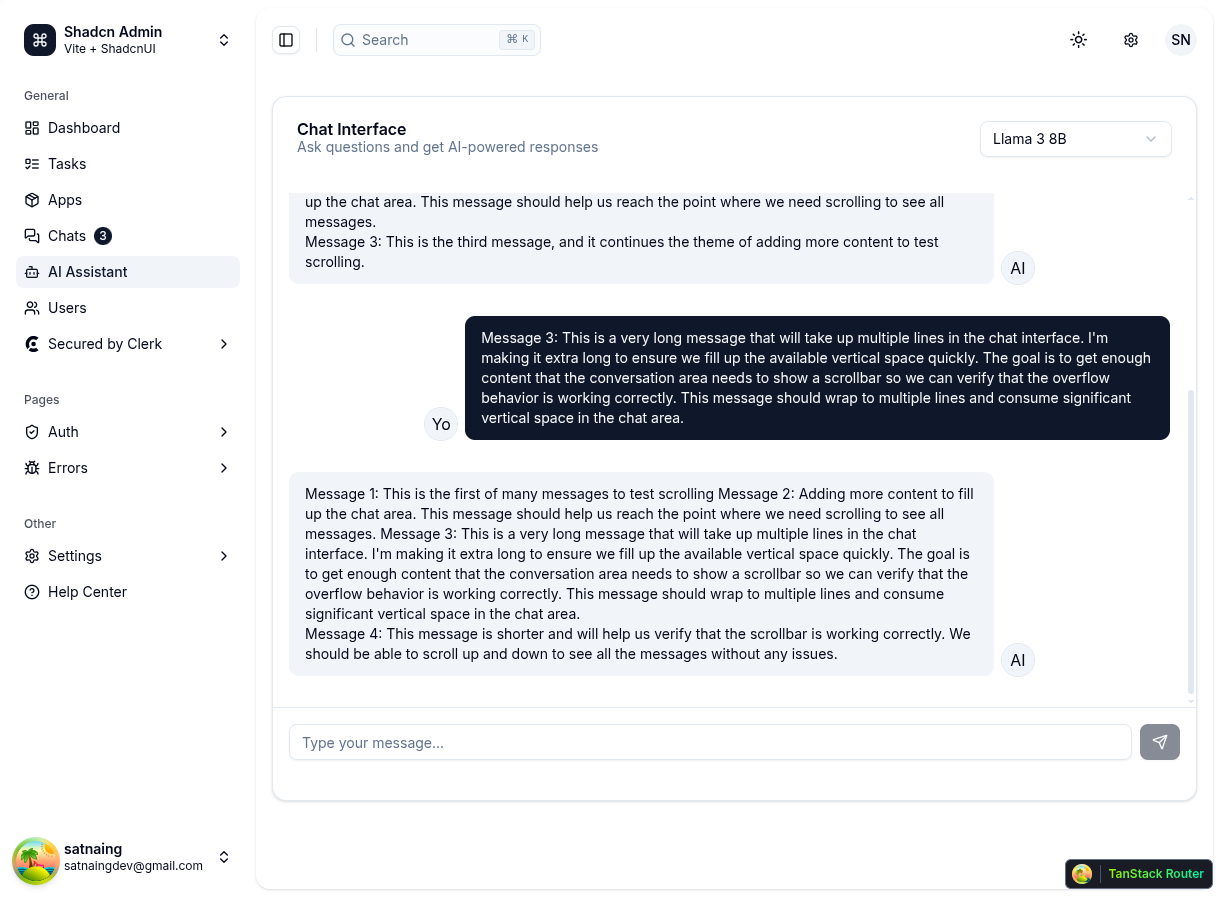 Shadcn Admin
Vite + ShadcnUI
General
Dashboard
Tasks
Apps
Chats 3
AI Assistant
Users
Secured by Clerk
Pages
Auth
Errors
Other
Settings
Help Center
satnaing
satnaingdev@gmail.com
Search ⌘ K
SN
Chat Interface
Ask questions and get AI-powered responses
Llama 3 8B
up the chat area. This message should help us reach the point where we need scrolling to see all
messages.
Message 3: This is the third message, and it continues the theme of adding more content to test
scrolling.
AI
Message 3: This is a very long message that will take up multiple lines in the chat interface. I'm
making it extra long to ensure we fill up the available vertical space quickly. The goal is to get enough
content that the conversation area needs to show a scrollbar so we can verify that the overflow
behavior is working correctly. This message should wrap to multiple lines and consume significant
vertical space in the chat area.
Yo
Message 1: This is the first of many messages to test scrolling Message 2: Adding more content to fill
up the chat area. This message should help us reach the point where we need scrolling to see all
messages. Message 3: This is a very long message that will take up multiple lines in the chat
interface. I'm making it extra long to ensure we fill up the available vertical space quickly. The goal is
to get enough content that the conversation area needs to show a scrollbar so we can verify that the
overflow behavior is working correctly. This message should wrap to multiple lines and consume
significant vertical space in the chat area.
Message 4: This message is shorter and will help us verify that the scrollbar is working correctly. We
should be able to scroll up and down to see all the messages without any issues.
AI
Type your message...
TanStack Router